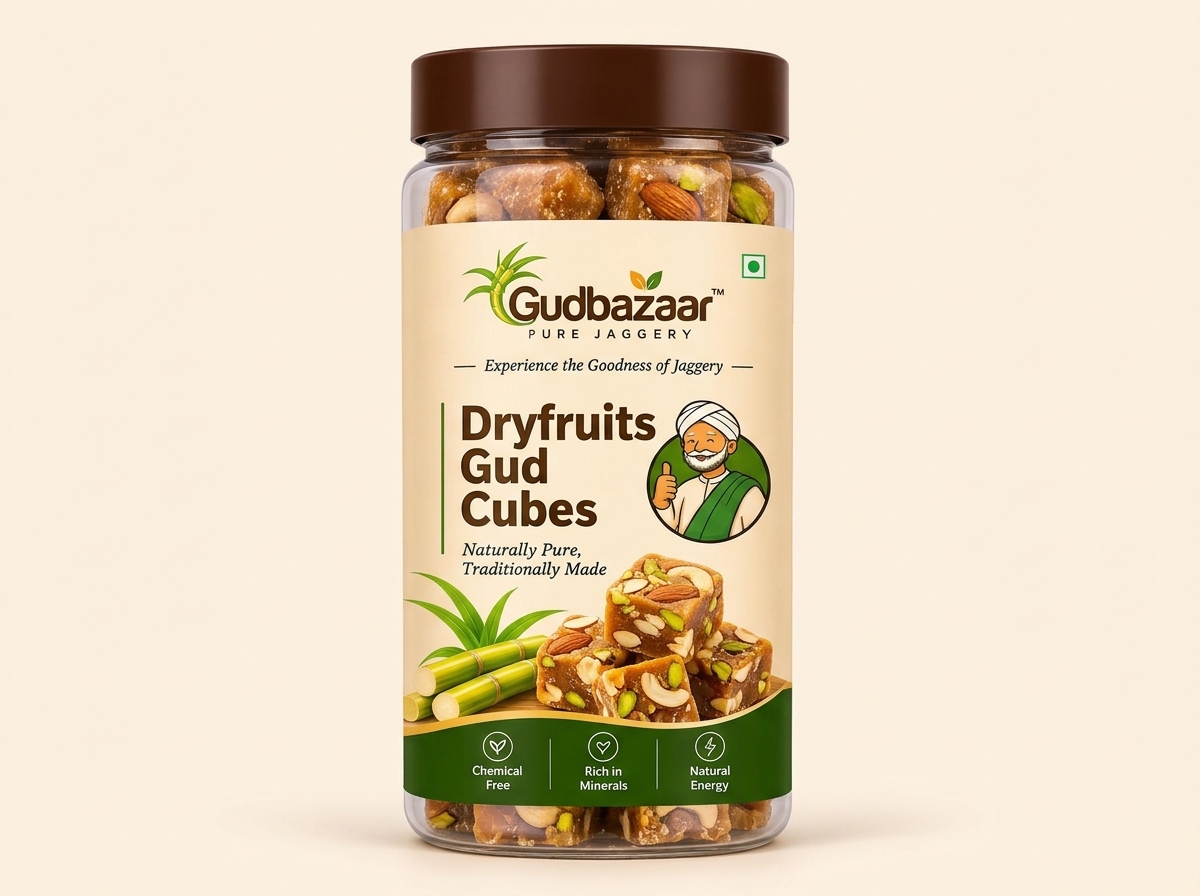 Gudbazaar™
PURE JAGGERY
Experience the Goodness of Jaggery
Dryfruits
Gud
Cubes
Naturally Pure,
Traditionally Made
Chemical
Free
Rich in
Minerals
Natural
Energy